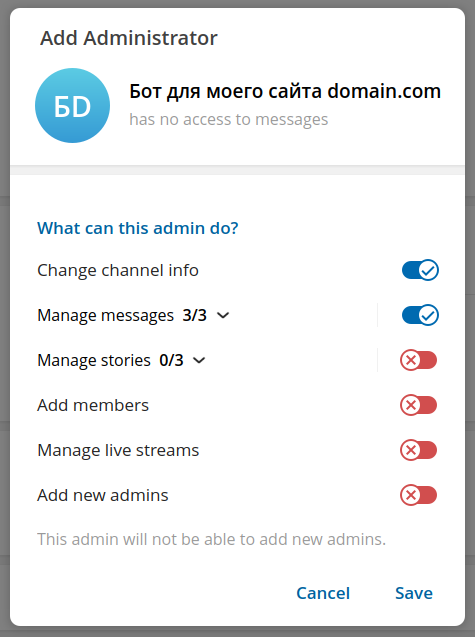 Add Administrator
БD
Бот для моего сайта domain.com
has no access to messages
What can this admin do?
Change channel info
Manage messages 3/3
Manage stories 0/3
Add members
Manage live streams
Add new admins
This admin will not be able to add new admins.
Cancel Save